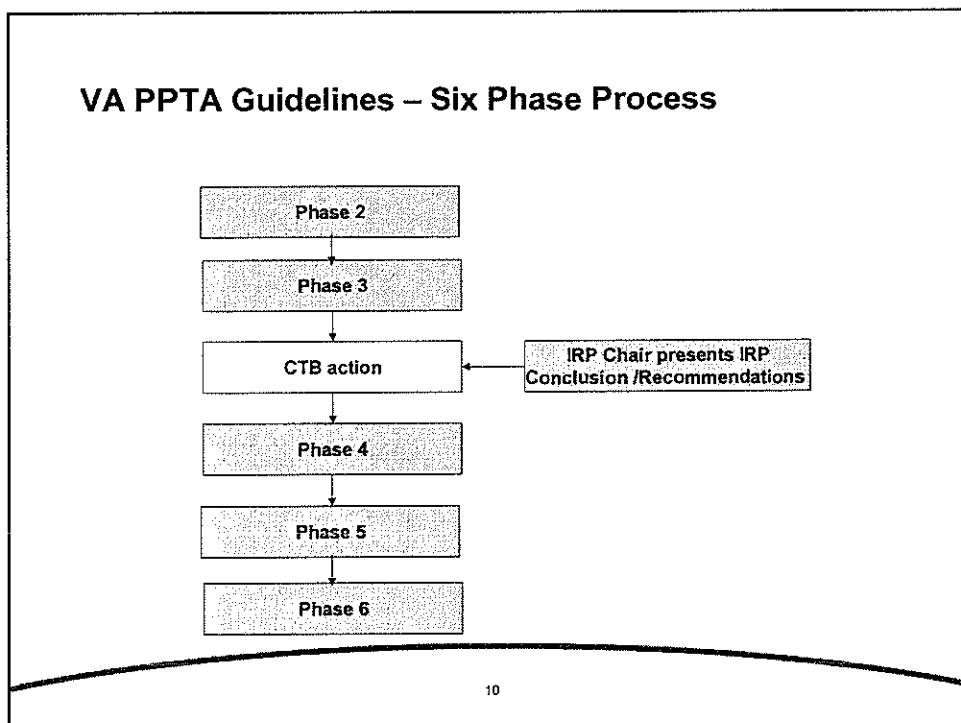 VA PPTA Guidelines – Six Phase Process
Phase 2
Phase 3
CTB action
IRP Chair presents IRP
Conclusion /Recommendations
Phase 4
Phase 5
Phase 6
10